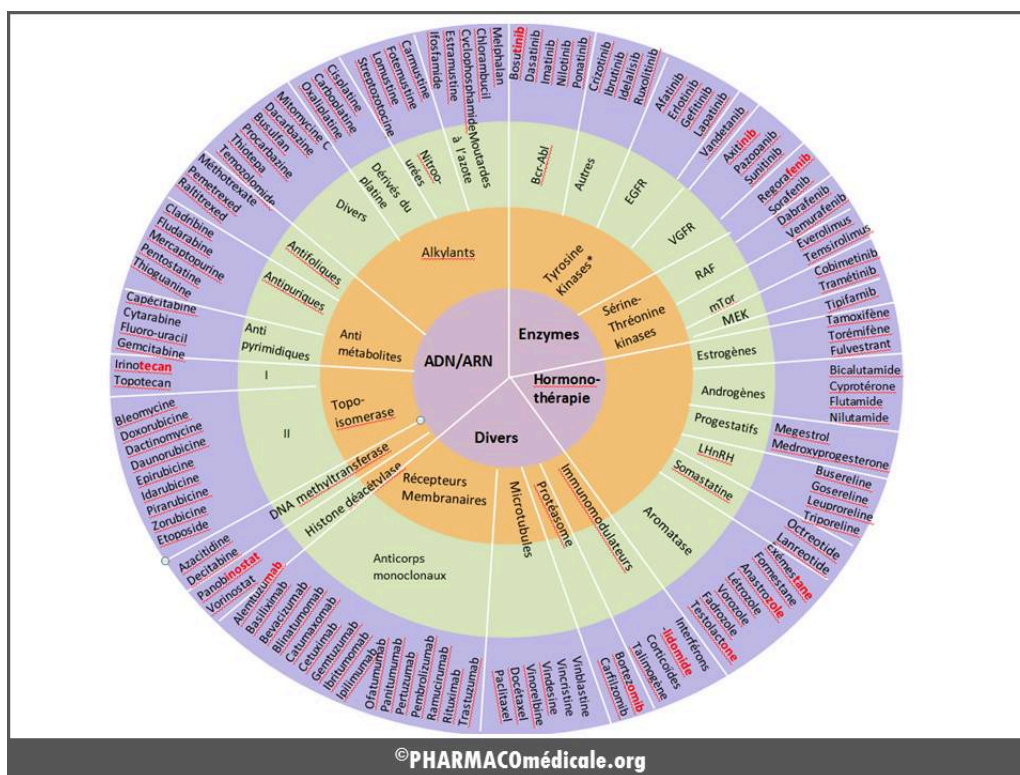 ADN/ARN
Enzymes
Hormono-
thérapie
Divers
Alkylants
Anti
métabolites
Topo-
isomerase
Tyrosine
Kinases*
Sérine-
Thréonine
kinases
Récepteurs
Membranaires
Microtubules
Protéasome
Immunomodulateurs
DNA methyltransferase
Histone déacétylase
Moutardes
à l'azote
Nitroo-
urées
Dérivés du
platine
Divers
Antifoliques
Antipuriques
Anti
pyrimidiques
I
II
Anticorps
monoclonaux
Bcr-Abl
Autres
EGFR
VGFR
RAF
mTor
MEK
Estrogènes
Androgènes
Progestatifs
LHnRH
Somastatine
Aromatase
Melphalan
Chlorambucil
Cyclophosphamide
Estramustine
Ifosfamide
Carmustine
Fotemustine
Lomustine
Streptozotocine
Cisplatine
Carboplatine
Oxaliplatine
Mitomycine C
Dacarbazine
Busulfan
Procarbazine
Thiotepa
Temozolomide
Méthotrexate
Pemetrexed
Raltitrexed
Cladribine
Fludarabine
Mercaptopurine
Pentostatine
Thioguanine
Capécitabine
Cytarabine
Fluoro-uracil
Gemcitabine
Irinotecan
Topotecan
Bleomycine
Doxorubicine
Dactinomycine
Daunorubicine
Epirubicine
Idarubicine
Pirarubicine
Zorubicine
Etoposide
Azacitidine
Decitabine
Panobinostat
Vorinostat
Alemtuzumab
Basiliximab
Bevacizumab
Blinatumomab
Catumaxomab
Cetuximab
Gemtuzumab
Ibritumomab
Ipilimumab
Ofatumumab
Panitumumab
Pertuzumab
Pembrolizumab
Ramucirumab
Rituximab
Trastuzumab
Paclitaxel
Docétaxel
Vinorelbine
Vindesine
Vincristine
Vinblastine
Carfilzomib
Bortezomib
Talimogène
Corticoides
-lidomide
Interférons
Bosutinib
Dasatinib
Imatinib
Nilotinib
Ponatinib
Crizotinib
Ibrutinib
Idelalisib
Ruxolitinib
Afatinib
Erlotinib
Gefitinib
Lapatinib
Vandetanib
Axitinib
Pazopanib
Sunitinib
Regorafenib
Sorafenib
Dabrafenib
Vemurafenib
Everolimus
Temsirolimus
Cobimetinib
Tramétinib
Tipifarnib
Tamoxifène
Torémifène
Fulvestrant
Bicalutamide
Cyprotérone
Flutamide
Nilutamide
Megestrol
Medroxyprogesterone
Busereline
Gosereline
Leuproreline
Triporeline
Octreotide
Lanreotide
exémestane
Formestane
Anastrozole
Létrozole
Vorozole
Fadrozole
Testolactone
©PHARMACOmédicale.org